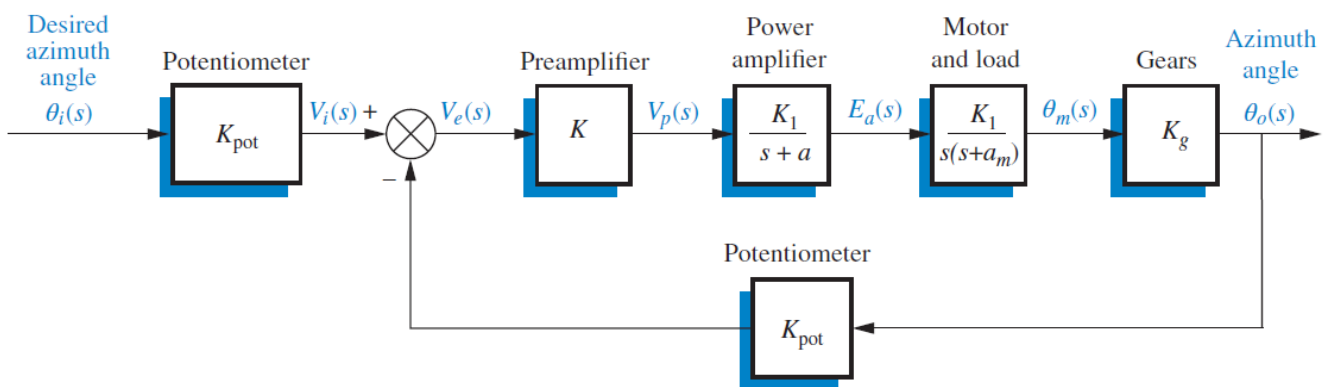 Desired
azimuth
angle
θi(s)
Potentiometer
Kpot
Vi(s) +
−
Ve(s)
Preamplifier
K
Vp(s)
Power
amplifier
K1
s + a
Ea(s)
Motor
and load
K1
s(s+am)
θm(s)
Gears
Kg
Azimuth
angle
θo(s)
Potentiometer
Kpot